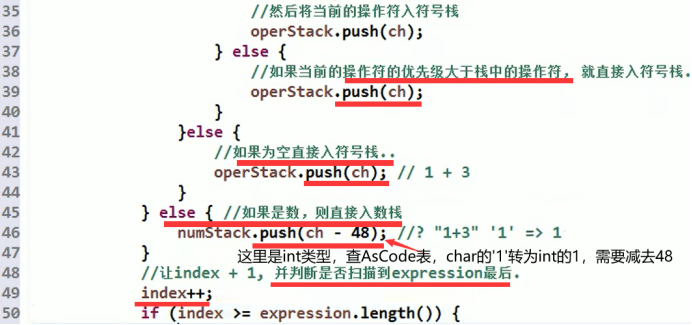 35 //然后将当前的操作符入符号栈
36 operStack.push(ch);
37 } else {
38 //如果当前的操作符的优先级大于栈中的操作符， 就直接入符号栈.
39 operStack.push(ch);
40 }
41 }else {
42 //如果为空直接入符号栈..
43 operStack.push(ch); // 1 + 3
44 }
45 } else { //如果是数，则直接入数栈
46 numStack.push(ch - 48); //? "1+3" '1' => 1
47 }
这里是int类型，查AsCode表，char的'1'转为int的1，需要减去48
48 //让index + 1, 并判断是否扫描到expression最后.
49 index++;
50 if (index >= expression.length()) {